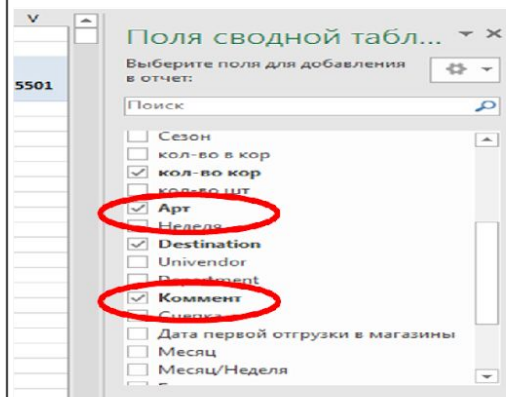 V
Поля сводной табл...
Выберите поля для добавления
в отчет:
5501
Поиск
Сезон
кол-во в кор
кол-во кор
кол-во шт
Арт
Неделя
Destination
Univendor
Department
Коммент
Сцепка
Дата первой отгрузки в магазины
Месяц
Месяц/Неделя